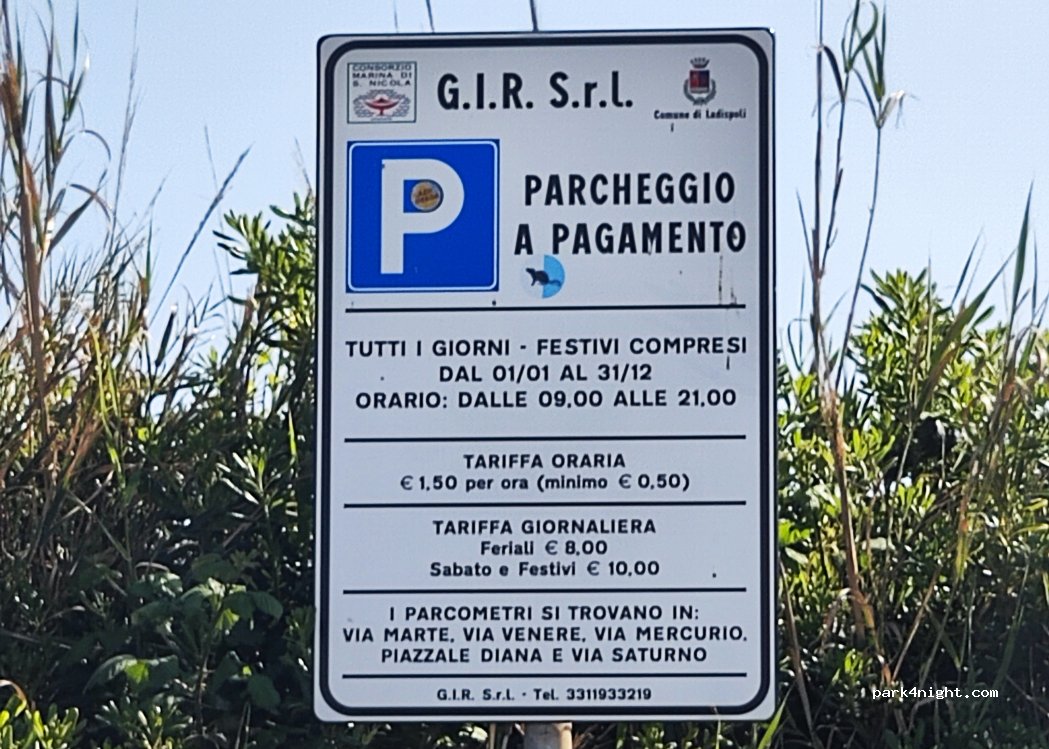 CONSORZIO
MARINA DI
S. NICOLA
G.I.R. S.r.l.
Comune di Ladispoli
P
PARCHEGGIO
A PAGAMENTO
TUTTI I GIORNI - FESTIVI COMPRESI
DAL 01/01 AL 31/12
ORARIO: DALLE 09,00 ALLE 21,00
TARIFFA ORARIA
€ 1,50 per ora (minimo € 0,50)
TARIFFA GIORNALIERA
Feriali € 8,00
Sabato e Festivi € 10,00
I PARCOMETRI SI TROVANO IN:
VIA MARTE, VIA VENERE, VIA MERCURIO,
PIAZZALE DIANA E VIA SATURNO
G.I.R. S.r.l. - Tel. 3311933219
park4night.com